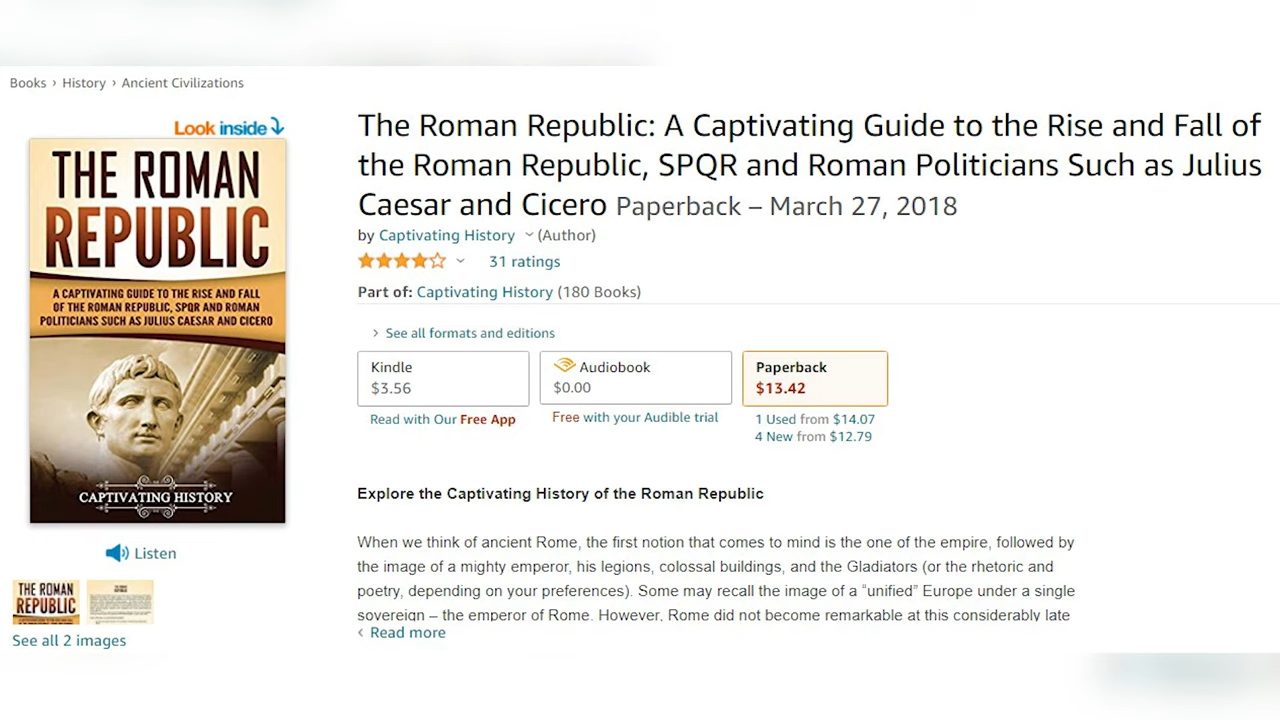 Books › History › Ancient Civilizations
Look inside
THE ROMAN
REPUBLIC
A CAPTIVATING GUIDE TO THE RISE AND FALL
OF THE ROMAN REPUBLIC, SPQR AND ROMAN
POLITICIANS SUCH AS JULIUS CAESAR AND CICERO
CAPTIVATING HISTORY
Listen
THE ROMAN
REPUBLIC
See all 2 images
The Roman Republic: A Captivating Guide to the Rise and Fall of
the Roman Republic, SPQR and Roman Politicians Such as Julius
Caesar and Cicero Paperback – March 27, 2018
by Captivating History (Author)
31 ratings
Part of: Captivating History (180 Books)
› See all formats and editions
Kindle
$3.56
Read with Our Free App
Audiobook
$0.00
Free with your Audible trial
Paperback
$13.42
1 Used from $14.07
4 New from $12.79
Explore the Captivating History of the Roman Republic
When we think of ancient Rome, the first notion that comes to mind is the one of the empire, followed by
the image of a mighty emperor, his legions, colossal buildings, and the Gladiators (or the rhetoric and
poetry, depending on your preferences). Some may recall the image of a “unified” Europe under a single
sovereign – the emperor of Rome. However, Rome did not become remarkable at this considerably late
‹ Read more